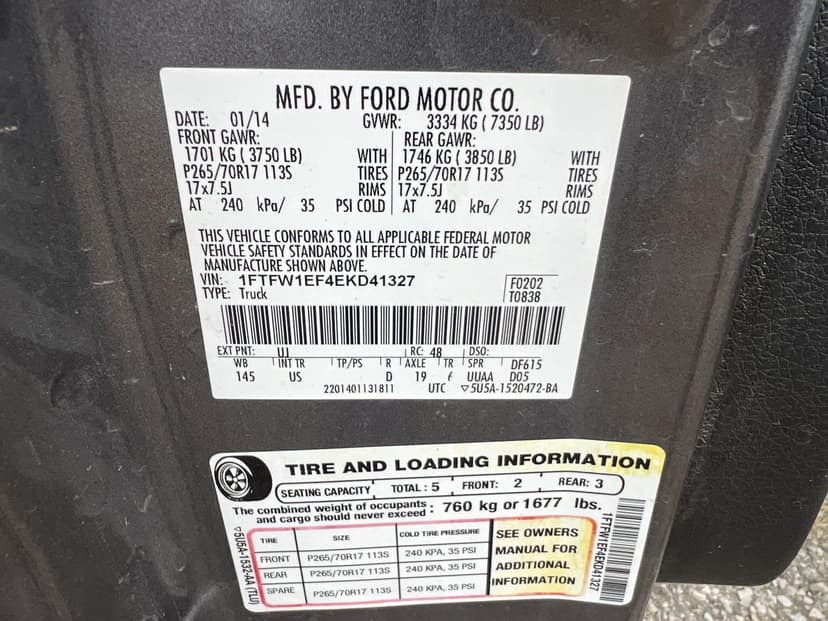 MFD. BY FORD MOTOR CO.
DATE: 01/14 GVWR: 3334 KG ( 7350 LB)
FRONT GAWR: REAR GAWR:
1701 KG ( 3750 LB) WITH 1746 KG ( 3850 LB) WITH
P265/70R17 113S TIRES P265/70R17 113S TIRES
17x7.5J RIMS 17x7.5J RIMS
AT 240 kPa/ 35 PSI COLD AT 240 kPa/ 35 PSI COLD
THIS VEHICLE CONFORMS TO ALL APPLICABLE FEDERAL MOTOR
VEHICLE SAFETY STANDARDS IN EFFECT ON THE DATE OF
MANUFACTURE SHOWN ABOVE.
VIN: 1FTFW1EF4EKD41327 F0202
TYPE: Truck T0838
EXT PNT: UJ RC: 48 DSO:
WB INT TR TP/PS R AXLE TR SPR DF615
145 US D 19 6 UUAA D05
2201401131811 UTC ▽5U5A-1520472-BA
TIRE AND LOADING INFORMATION
SEATING CAPACITY TOTAL : 5 FRONT: 2 REAR: 3
The combined weight of occupants and cargo should never exceed : 760 kg or 1677 lbs.
TIRE SIZE COLD TIRE PRESSURE
FRONT P265/70R17 113S 240 KPA, 35 PSI
REAR P265/70R17 113S 240 KPA, 35 PSI
SPARE P265/70R17 113S 240 KPA, 35 PSI
SEE OWNERS
MANUAL FOR
ADDITIONAL
INFORMATION
▽5U5A-1532-AA (TLU)
1FTFW1EF4EKD41327